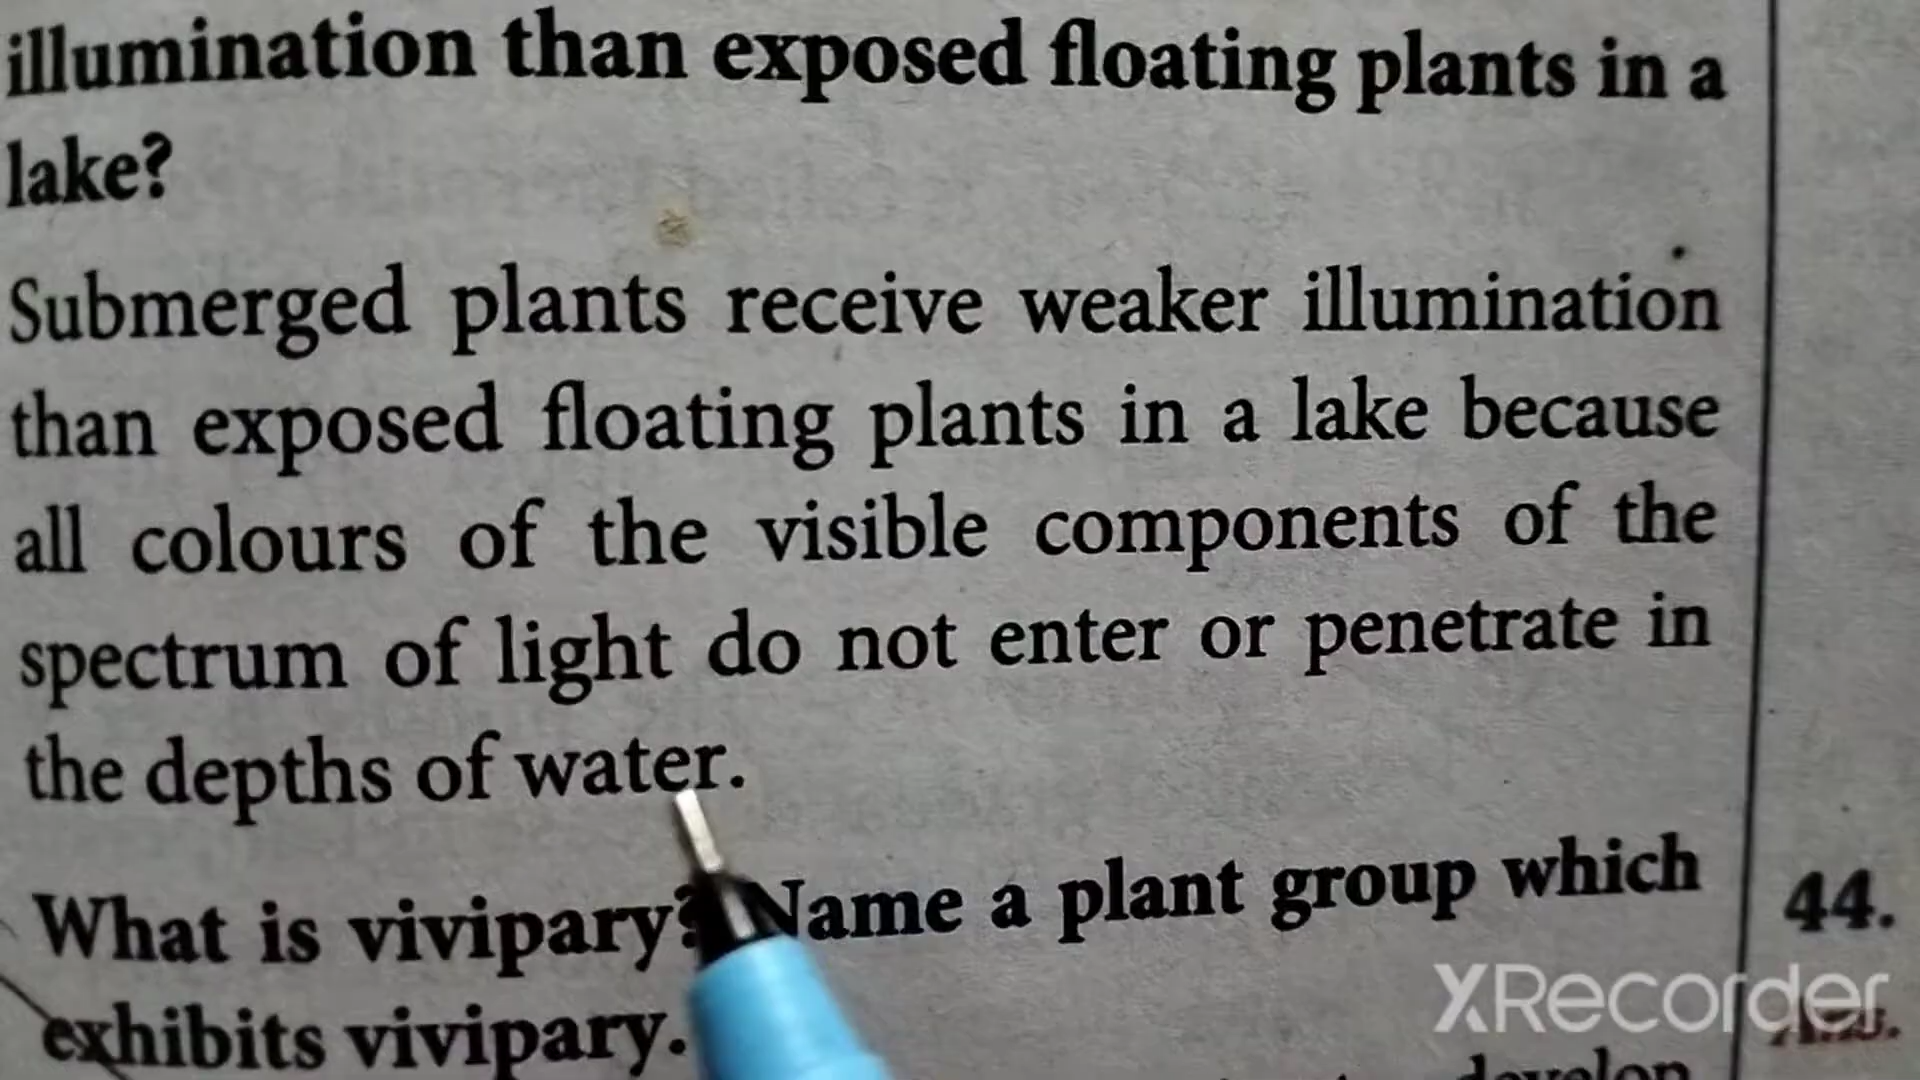 illumination than exposed floating plants in a
lake?
Submerged plants receive weaker illumination
than exposed floating plants in a lake because
all colours of the visible components of the
spectrum of light do not enter or penetrate in
the depths of water.
What is vivipary? Name a plant group which
exhibits vivipary.
develop
44.
Ans.
XRecorder